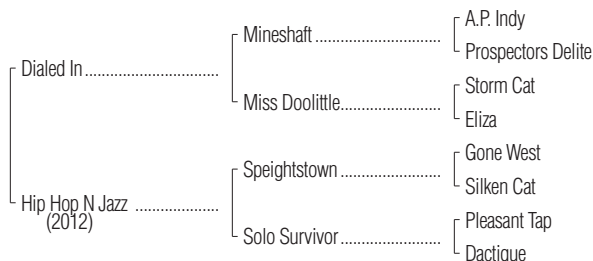 A.P. Indy
Mineshaft
Prospectors Delite
Dialed In
Storm Cat
Miss Doolittle
Eliza
Gone West
Speightstown
Silken Cat
Hip Hop N Jazz
(2012)
Pleasant Tap
Solo Survivor
Dactique